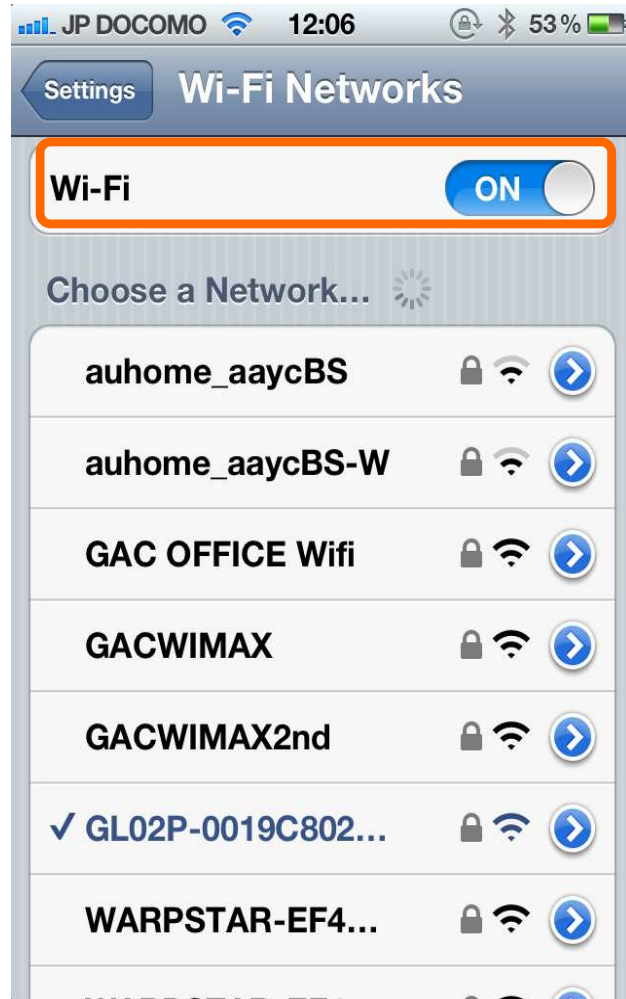 JP DOCOMO 12:06 53%
Settings Wi-Fi Networks
Wi-Fi ON
Choose a Network...
auhome_aaycBS
auhome_aaycBS-W
GAC OFFICE Wifi
GACWIMAX
GACWIMAX2nd
GL02P-0019C802...
WARPSTAR-EF4...